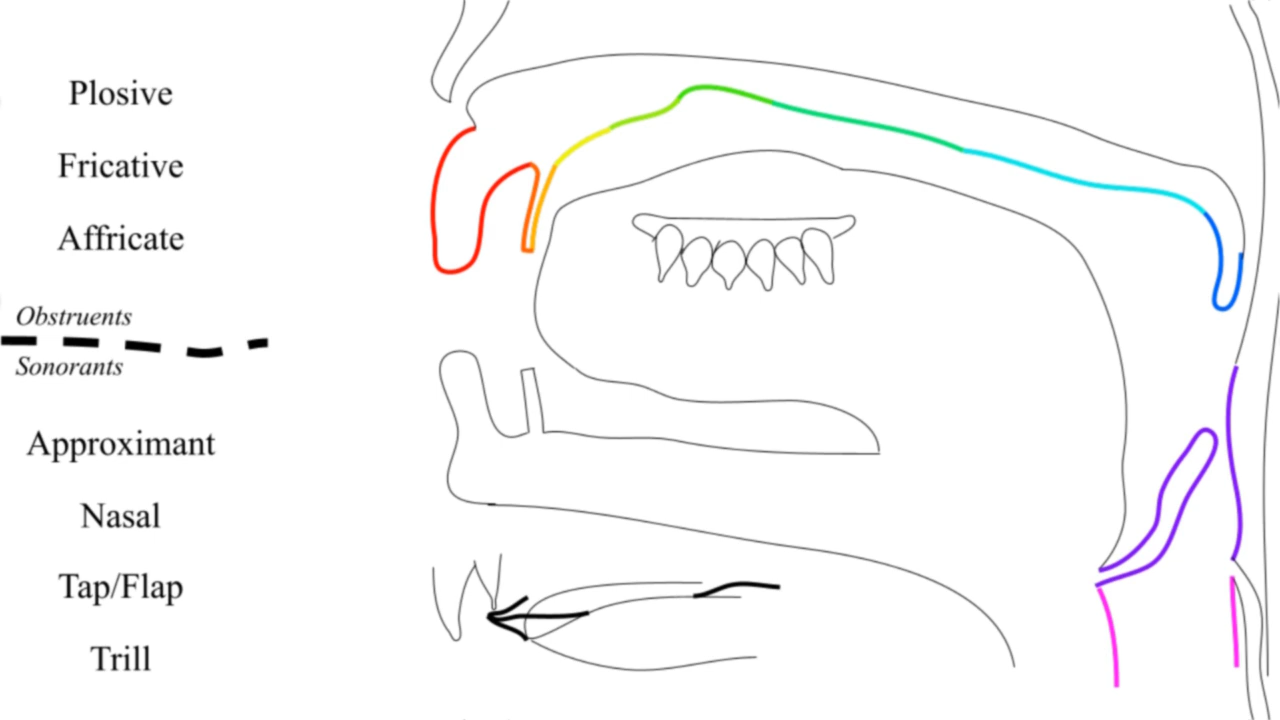 Plosive
Fricative
Affricate
Obstruents
Sonorants
Approximant
Nasal
Tap/Flap
Trill